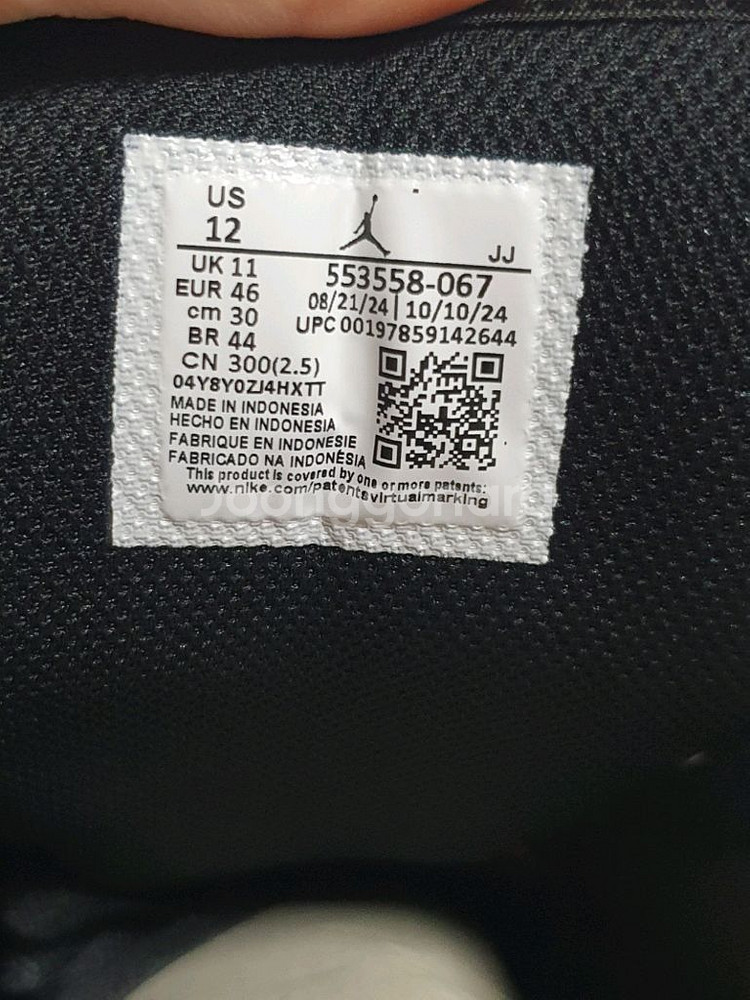 US
12
JJ
UK 11
EUR 46
cm 30
BR 44
CN 300(2.5)
553558-067
08/21/24 | 10/10/24
UPC 00197859142644
04Y8Y0ZJ4HXTT
MADE IN INDONESIA
HECHO EN INDONESIA
FABRIQUE EN INDONESIE
FABRICADO NA INDONÉSIA
This product is covered by one or more patents:
www.nike.com/patentsvirtualmarking